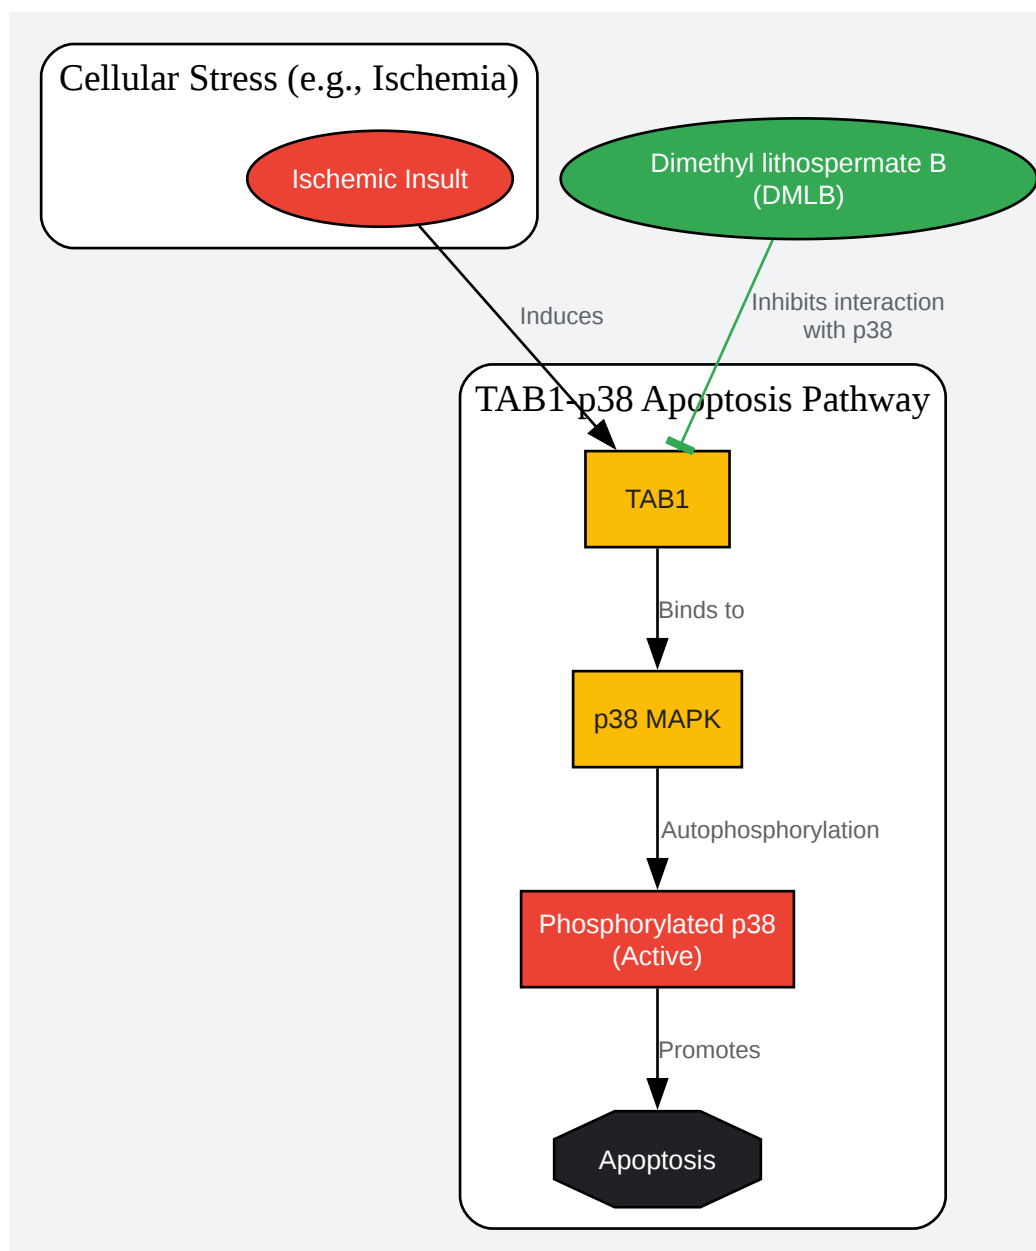 Cellular Stress (e.g., Ischemia)
Ischemic Insult
Dimethyl lithospermate B
(DMLB)
Induces
Inhibits interaction
with p38
TAB1-p38 Apoptosis Pathway
TAB1
Binds to
p38 MAPK
Autophosphorylation
Phosphorylated p38
(Active)
Promotes
Apoptosis